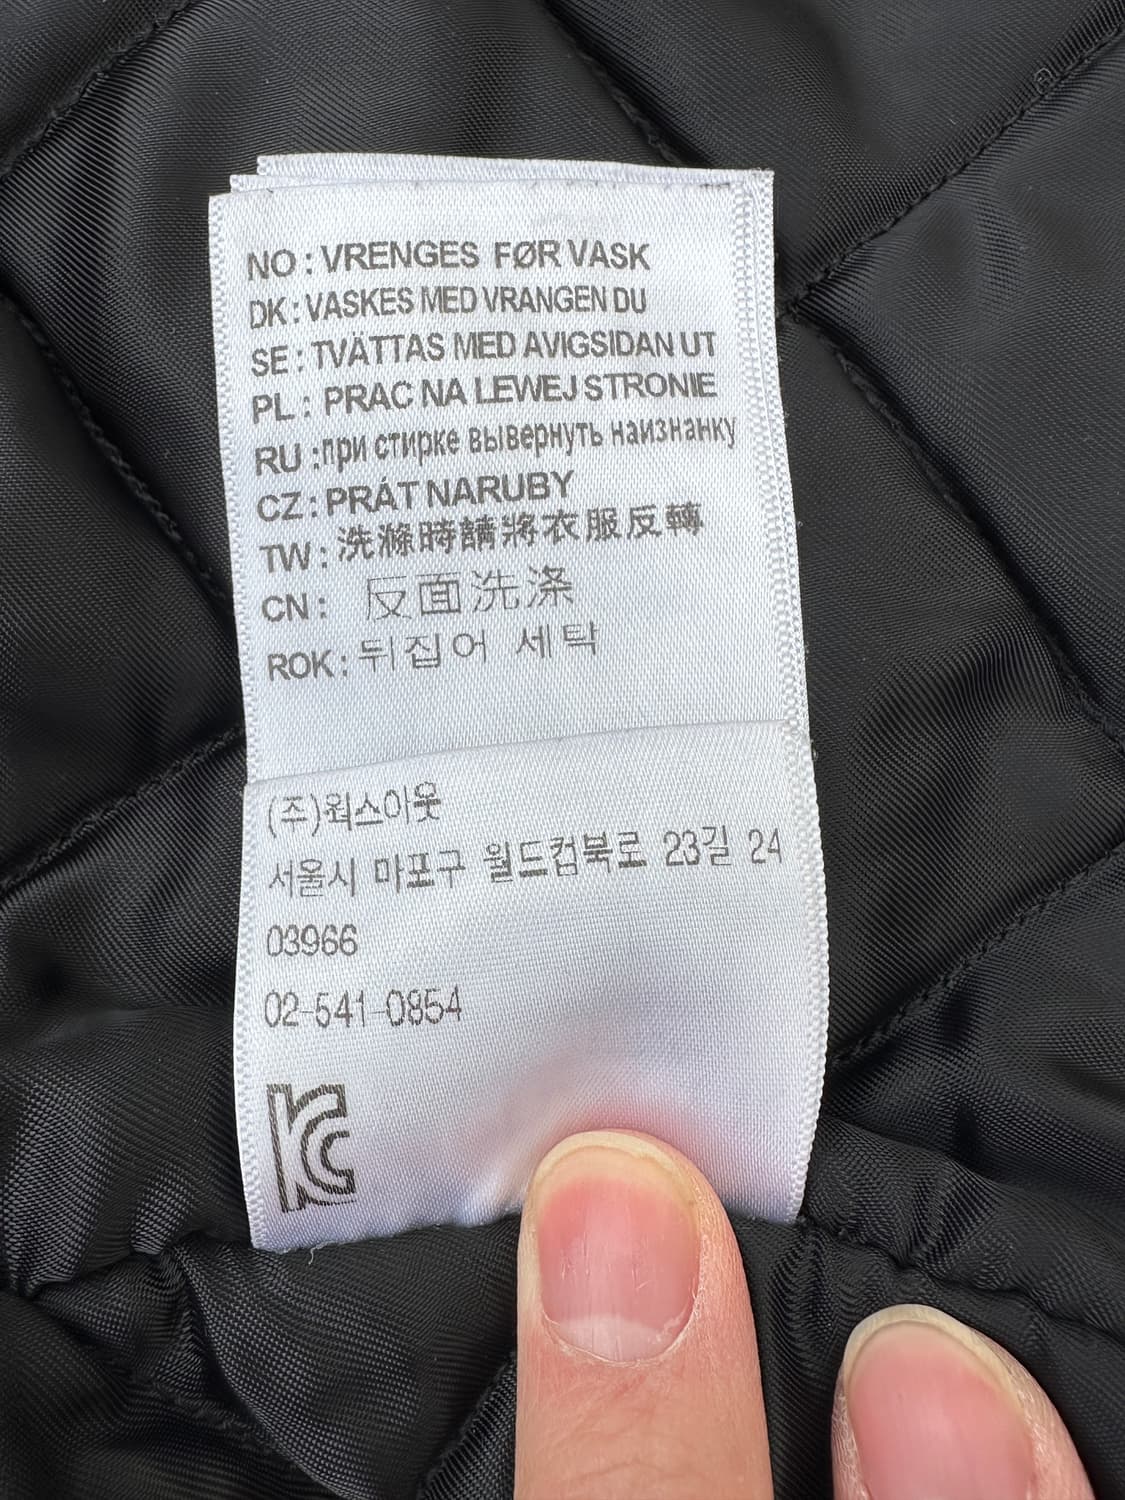 NO : VRENGES FØR VASK
DK : VASKES MED VRANGEN DU
SE : TVÄTTAS MED AVIGSIDAN UT
PL : PRAC NA LEWEJ STRONIE
RU :при стирке вывернуть наизнанку
CZ : PRÁT NARUBY
TW : 洗滌時請將衣服反轉
CN : 反面洗涤
ROK : 뒤집어 세탁
(주)웍스아웃
서울시 마포구 월드컵북로 23길 24
03966
02-541-0854
KC